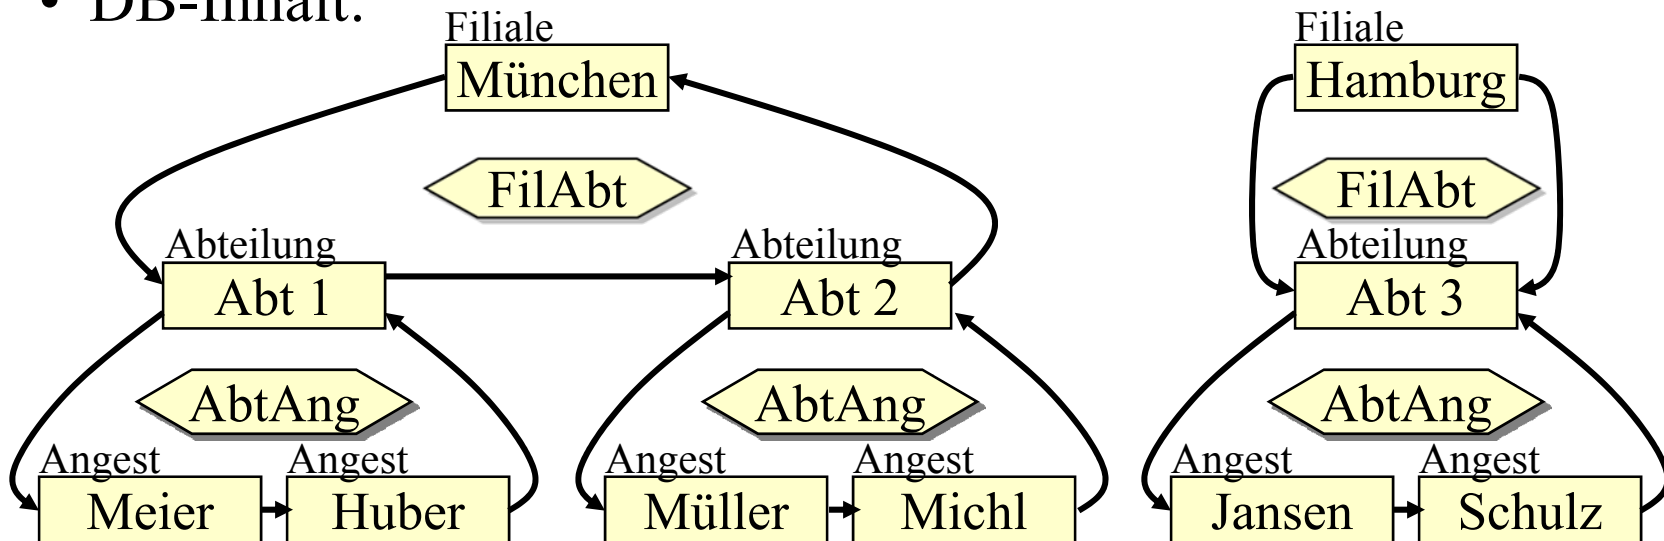 • DB-Inhalt:
Filiale Filiale
München Hamburg
FilAbt FilAbt
Abteilung Abteilung Abteilung
Abt 1 Abt 2 Abt 3
AbtAng AbtAng AbtAng
Angest Angest Angest Angest Angest Angest
Meier Huber Müller Michl Jansen Schulz